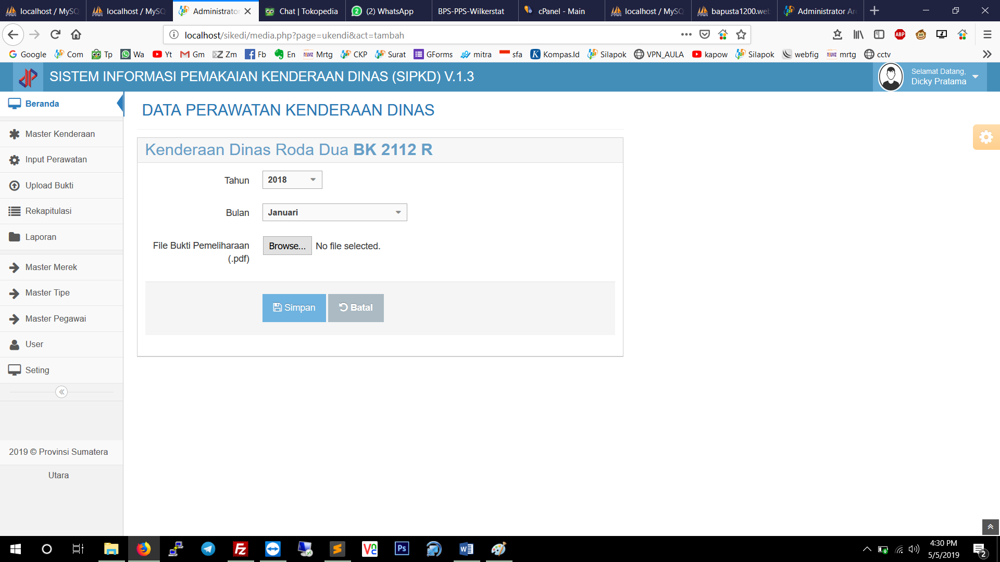 localhost / MySQ
localhost / MySQ
Administrator
Chat | Tokopedia
(2) WhatsApp
BPS-PPS-Wilkerstat
cPanel - Main
localhost / MySQ
bapusta1200.web
Administrator Are
localhost/sikedi/media.php?page=ukendi&act=tambah
Google Com Tp Wa Yt Gm Zm Fb En Mrtg CKP Surat GForms mitra sfa Kompas.Id Silapok VPN_AULA kapow Silapok webfig mrtg cctv
SISTEM INFORMASI PEMAKAIAN KENDERAAN DINAS (SIPKD) V.1.3
Selamat Datang,
Dicky Pratama
Beranda
Master Kenderaan
Input Perawatan
Upload Bukti
Rekapitulasi
Laporan
Master Merek
Master Tipe
Master Pegawai
User
Seting
2019 © Provinsi Sumatera
Utara
DATA PERAWATAN KENDERAAN DINAS
Kenderaan Dinas Roda Dua BK 2112 R
Tahun 2018
Bulan Januari
File Bukti Pemeliharaan
(.pdf)
Browse... No file selected.
Simpan Batal
4:30 PM
5/5/2019
2